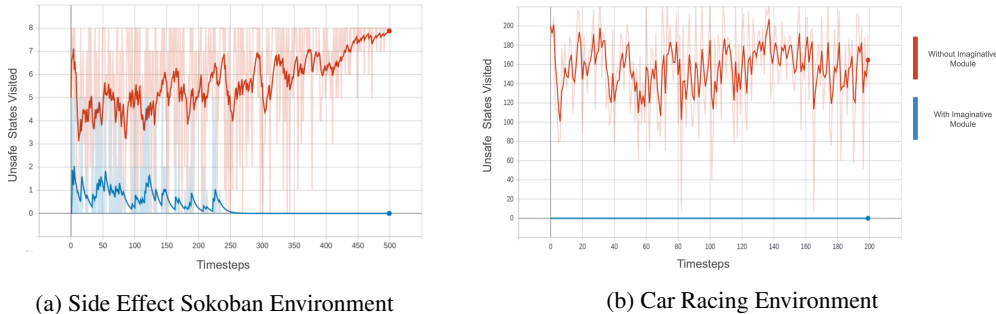 Unsafe States Visited
8
7
6
5
4
3
2
1
0
0 50 100 150 200 250 300 350 400 450 500
Timesteps
(a) Side Effect Sokoban Environment
Unsafe States Visited
200
180
160
140
120
100
80
60
40
20
0
0 20 40 60 80 100 120 140 160 180 200
Timesteps
(b) Car Racing Environment
Without Imaginative
Module
With Imaginative
Module